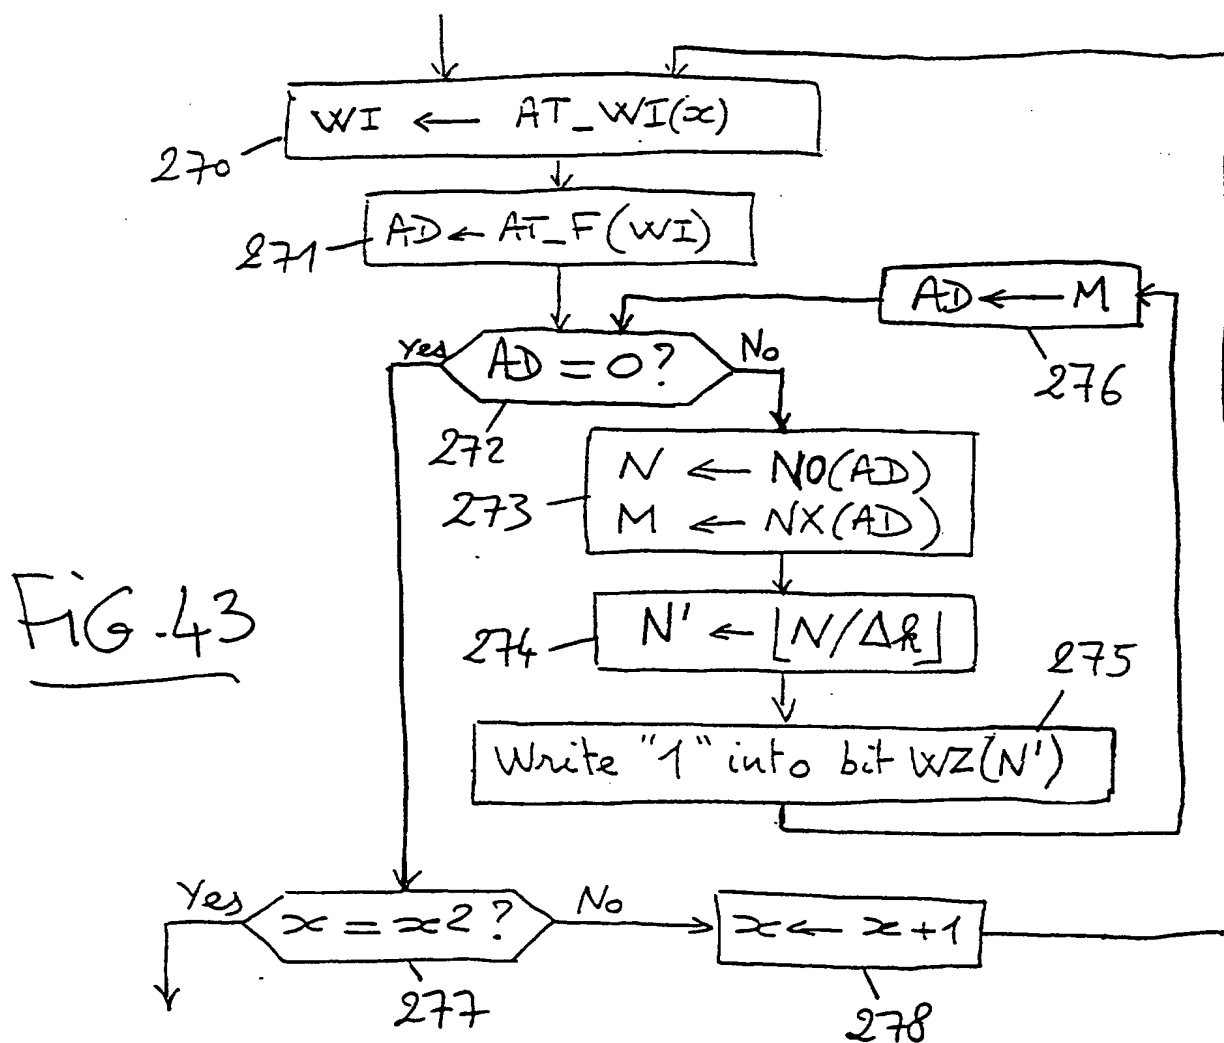 WI ← AT_WI(x)
270
AD ← AT_F(WI)
271
AD ← M
276
Yes
AD = 0?
No
272
N ← NO(AD)
M ← NX(AD)
273
FiG.43
N' ← ⌊N/Δk⌋
274
275
Write "1" into bit WZ(N')
Yes
x = x2?
No
x ← x+1
277
278